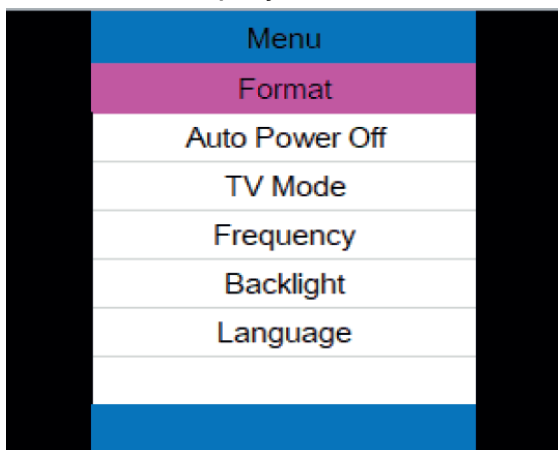 Menu
Format
Auto Power Off
TV Mode
Frequency
Backlight
Language